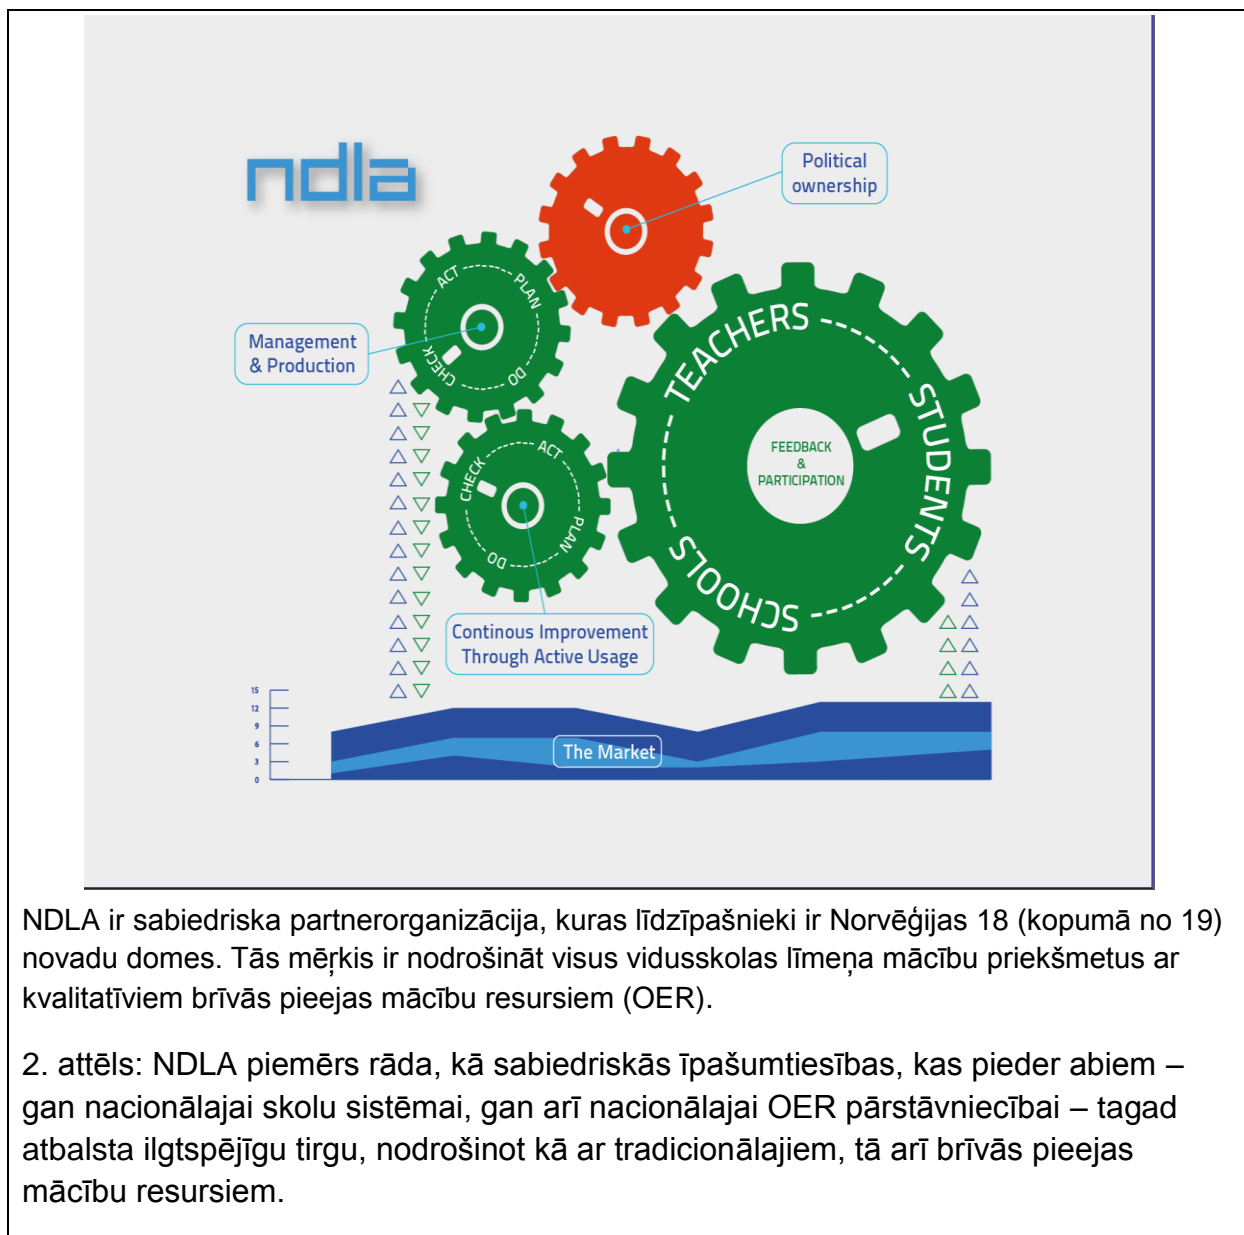 ndla
Political
ownership
ACT
PLAN
DO
CHECK
Management
& Production
TEACHERS
STUDENTS
SCHOOLS
FEEDBACK
&
PARTICIPATION
ACT
PLAN
DO
CHECK
Continous Improvement
Through Active Usage
15
12
9
6
3
0
The Market
NDLA ir sabiedriska partnerorganizācija, kuras līdzīpašnieki ir Norvēģijas 18 (kopumā no 19)
novadu domes. Tās mērķis ir nodrošināt visus vidusskolas līmeņa mācību priekšmetus ar
kvalitatīviem brīvās pieejas mācību resursiem (OER).
2. attēls: NDLA piemērs rāda, kā sabiedriskās īpašumtiesības, kas pieder abiem –
gan nacionālajai skolu sistēmai, gan arī nacionālajai OER pārstāvniecībai – tagad
atbalsta ilgtspējīgu tirgu, nodrošinot kā ar tradicionālajiem, tā arī brīvās pieejas
mācību resursiem.